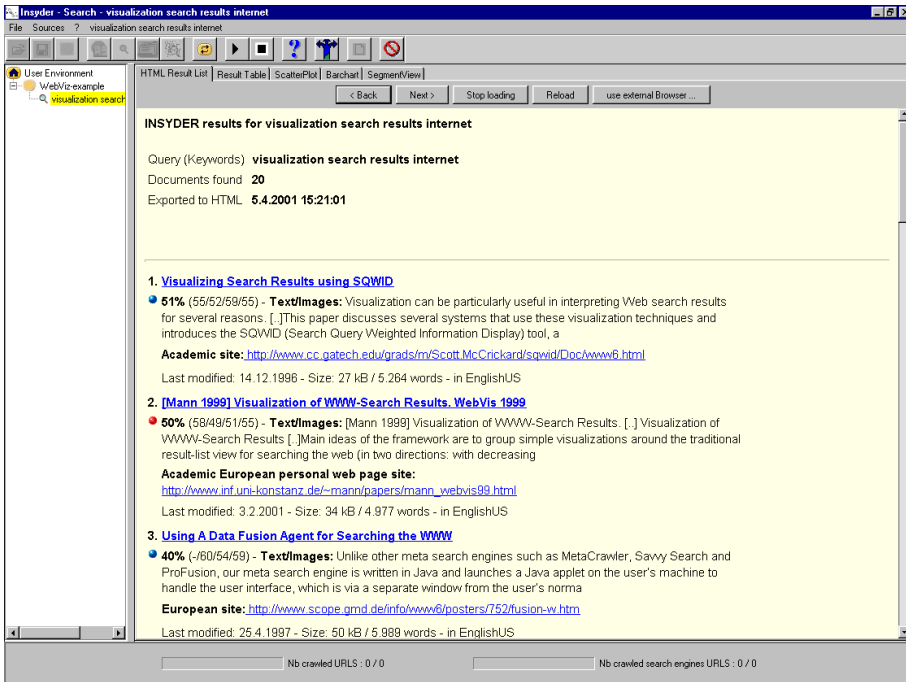 Insyder - Search - visualization search results internet
File Sources ? visualization search results internet
User Environment
WebViz-example
visualization search
HTML Result List Result Table ScatterPlot Barchart SegmentView
< Back Next > Stop loading Reload use external Browser ...
INSYDER results for visualization search results internet
Query (Keywords) visualization search results internet
Documents found 20
Exported to HTML 5.4.2001 15:21:01
1. Visualizing Search Results using SQWID
51% (55/52/59/55) - Text/Images: Visualization can be particularly useful in interpreting Web search results
for several reasons. [..]This paper discusses several systems that use these visualization techniques and
introduces the SQWID (Search Query Weighted Information Display) tool, a
Academic site: http://www.cc.gatech.edu/grads/m/Scott.McCrickard/sqwid/Doc/www6.html
Last modified: 14.12.1996 - Size: 27 kB / 5.264 words - in EnglishUS
2. [Mann 1999] Visualization of WWW-Search Results. WebVis 1999
50% (58/49/51/55) - Text/Images: [Mann 1999] Visualization of WWW-Search Results. [..] Visualization of
WWW-Search Results [..]Main ideas of the framework are to group simple visualizations around the traditional
result-list view for searching the web (in two directions: with decreasing
Academic European personal web page site:
http://www.inf.uni-konstanz.de/~mann/papers/mann_webvis99.html
Last modified: 3.2.2001 - Size: 34 kB / 4.977 words - in EnglishUS
3. Using A Data Fusion Agent for Searching the WWW
40% (-/60/54/59) - Text/Images: Unlike other meta search engines such as MetaCrawler, Savvy Search and
ProFusion, our meta search engine is written in Java and launches a Java applet on the user's machine to
handle the user interface, which is via a separate window from the user's norma
European site: http://www.scope.gmd.de/info/www6/posters/752/fusion-w.htm
Last modified: 25.4.1997 - Size: 50 kB / 5.989 words - in EnglishUS
Nb crawled URLS : 0 / 0 Nb crawled search engines URLS : 0 / 0